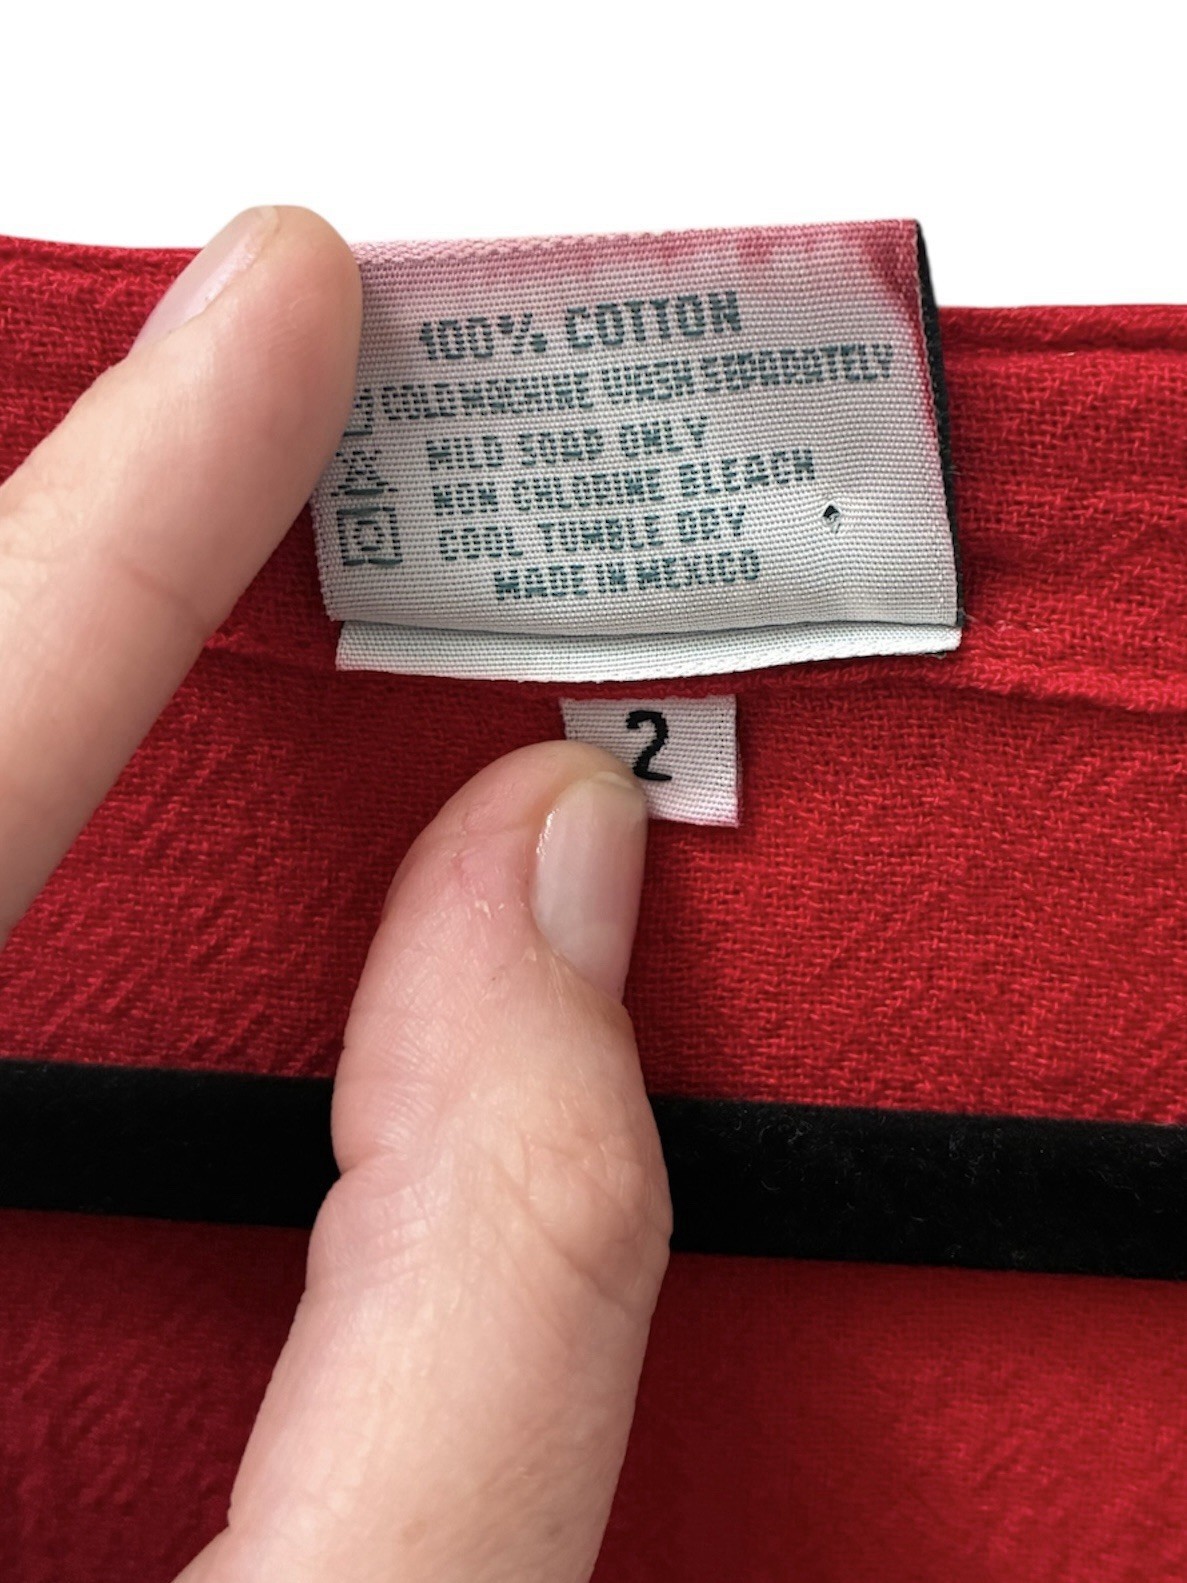 100% COTTON
COLD MACHINE WASH SEPARATELY
MILD SOAP ONLY
NON CHLORINE BLEACH
COOL TUMBLE DRY
MADE IN MEXICO
2